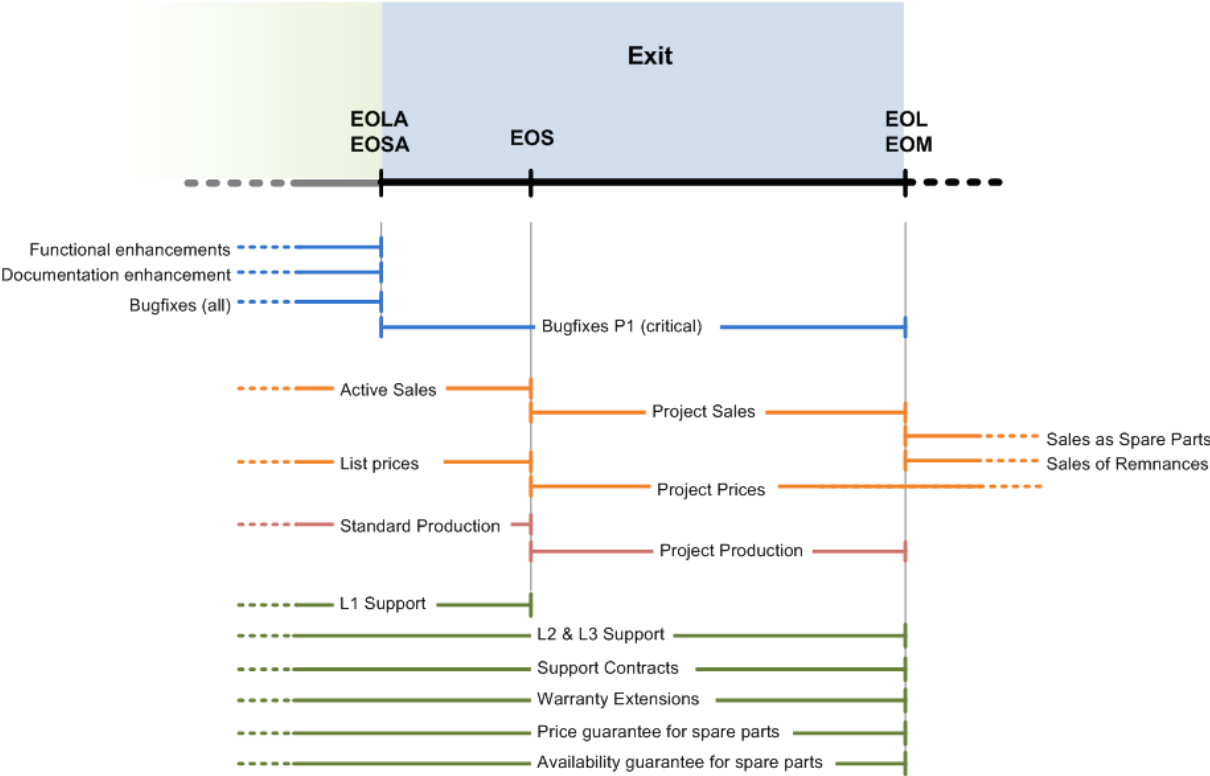 Exit
EOLA
EOSA
EOS
EOL
EOM
Functional enhancements
Documentation enhancement
Bugfixes (all)
Bugfixes P1 (critical)
Active Sales
Project Sales
Sales as Spare Parts
List prices
Sales of Remnances
Project Prices
Standard Production
Project Production
L1 Support
L2 & L3 Support
Support Contracts
Warranty Extensions
Price guarantee for spare parts
Availability guarantee for spare parts